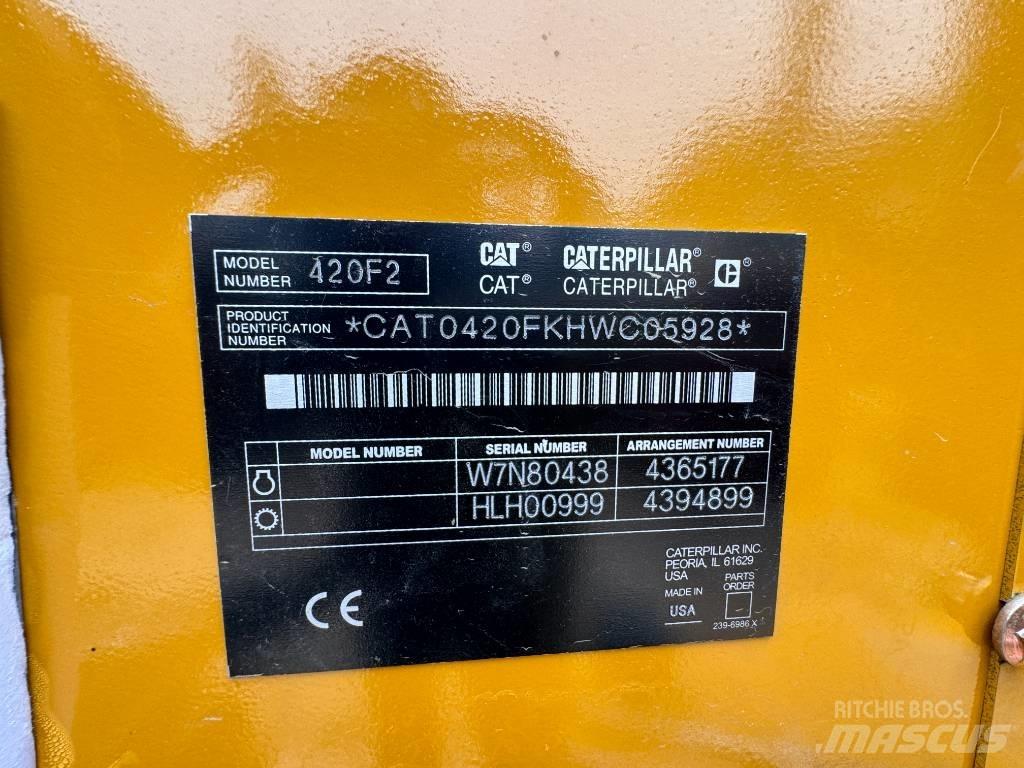 MODEL NUMBER 420F2
CAT® CATERPILLAR® ®
CAT® CATERPILLAR®
PRODUCT IDENTIFICATION NUMBER *CAT0420FKHWC05928*
MODEL NUMBER SERIAL NUMBER ARRANGEMENT NUMBER
W7N80438 4365177
HLH00999 4394899
CATERPILLAR INC.
PEORIA, IL 61629
USA
PARTS ORDER
MADE IN
USA
239-6986 X
CE
RITCHIE BROS.
MASCUS